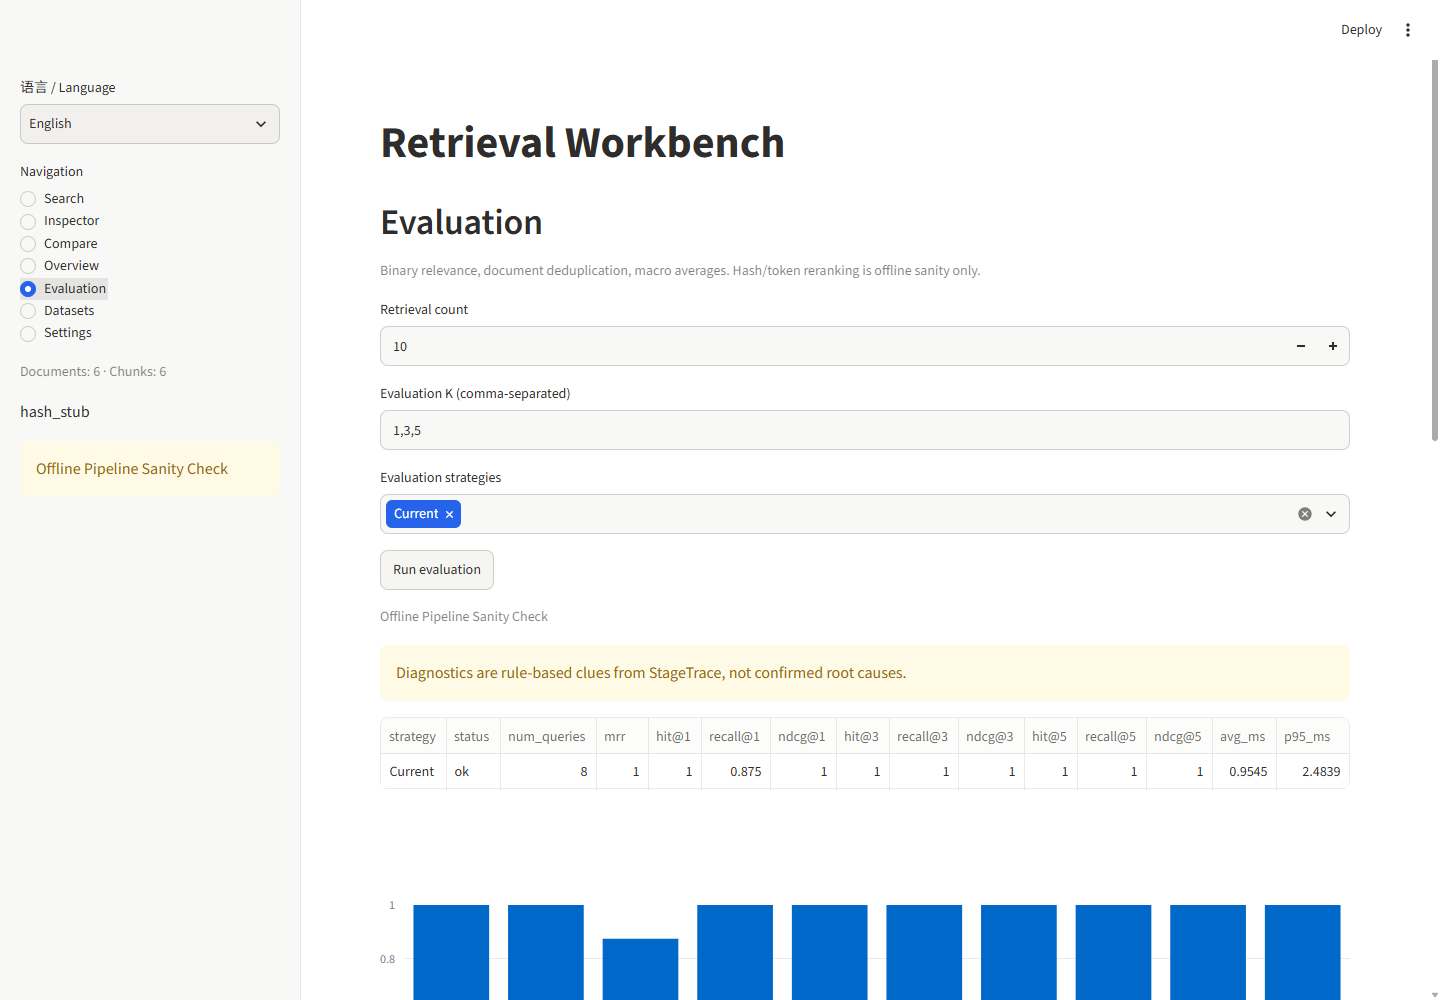 Deploy
语言 / Language
English
Navigation
Search
Inspector
Compare
Overview
Evaluation
Datasets
Settings
Documents: 6 · Chunks: 6
hash_stub
Offline Pipeline Sanity Check
Retrieval Workbench
Evaluation
Binary relevance, document deduplication, macro averages. Hash/token reranking is offline sanity only.
Retrieval count
10
Evaluation K (comma-separated)
1,3,5
Evaluation strategies
Current
Run evaluation
Offline Pipeline Sanity Check
Diagnostics are rule-based clues from StageTrace, not confirmed root causes.
strategy status num_queries mrr hit@1 recall@1 ndcg@1 hit@3 recall@3 ndcg@3 hit@5 recall@5 ndcg@5 avg_ms p95_ms
Current ok 8 1 1 0.875 1 1 1 1 1 1 1 0.9545 2.4839
1
0.8